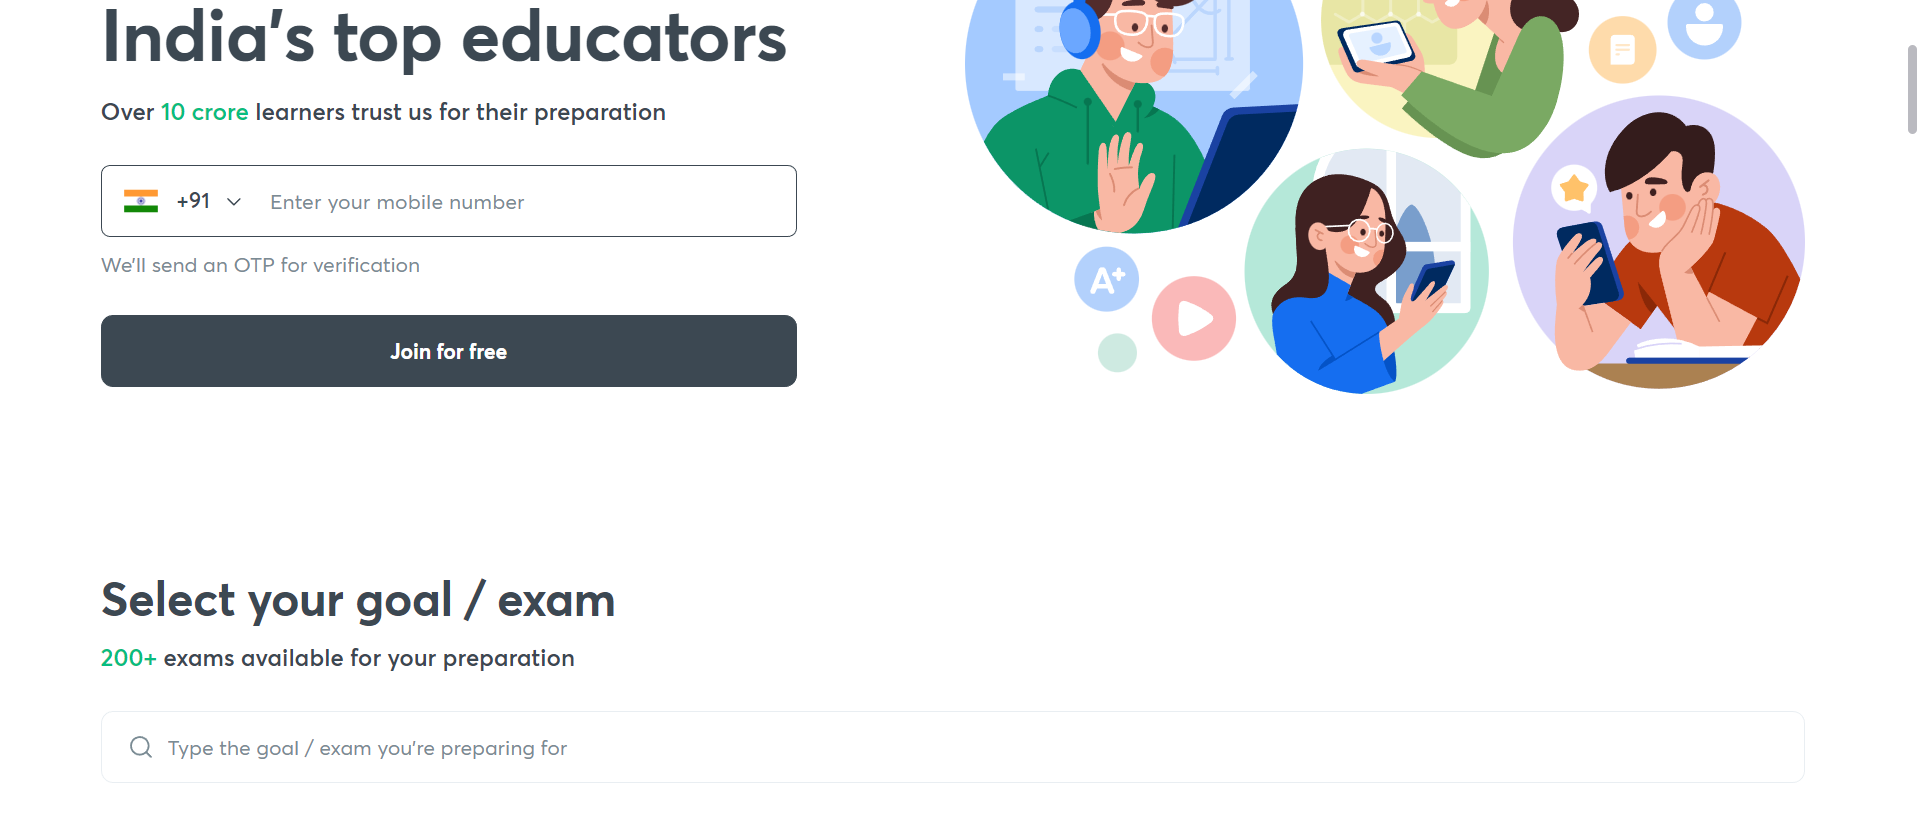 India's top educators
Over 10 crore learners trust us for their preparation
+91 Enter your mobile number
We'll send an OTP for verification
Join for free
A+
Select your goal / exam
200+ exams available for your preparation
Type the goal / exam you're preparing for